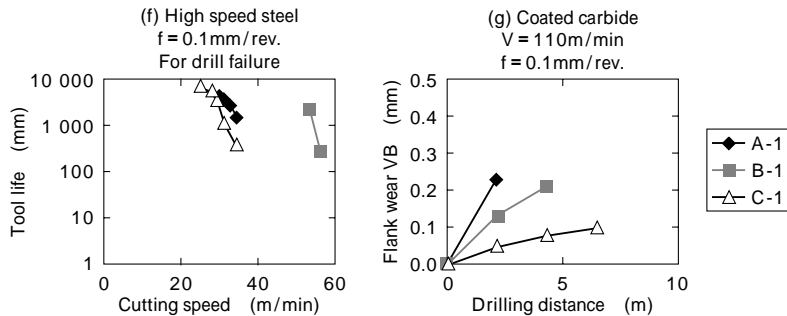 (f) High speed steel
f = 0.1mm/rev.
For drill failure
10 000
1 000
100
10
1
Tool life (mm)
0
20
40
60
Cutting speed (m/min)
(g) Coated carbide
V = 110m/min
f = 0.1mm/rev.
0.5
0.4
0.3
0.2
0.1
0.0
Flank wear VB (mm)
0
5
10
Drilling distance (m)
A-1
B-1
C-1